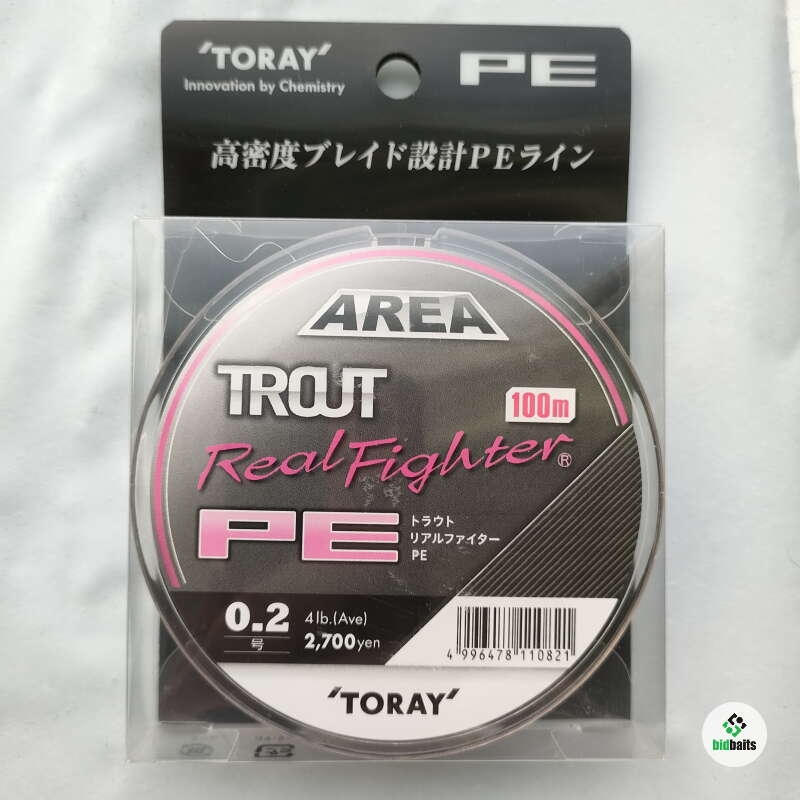 'TORAY'
Innovation by Chemistry
PE
高密度ブレイド設計PEライン
AREA
TROUT
100m
Real Fighter®
PE
トラウト
リアルファイター
PE
0.2
号
4lb.(Ave)
2,700yen
4 996478 110821
'TORAY'
bidbaits